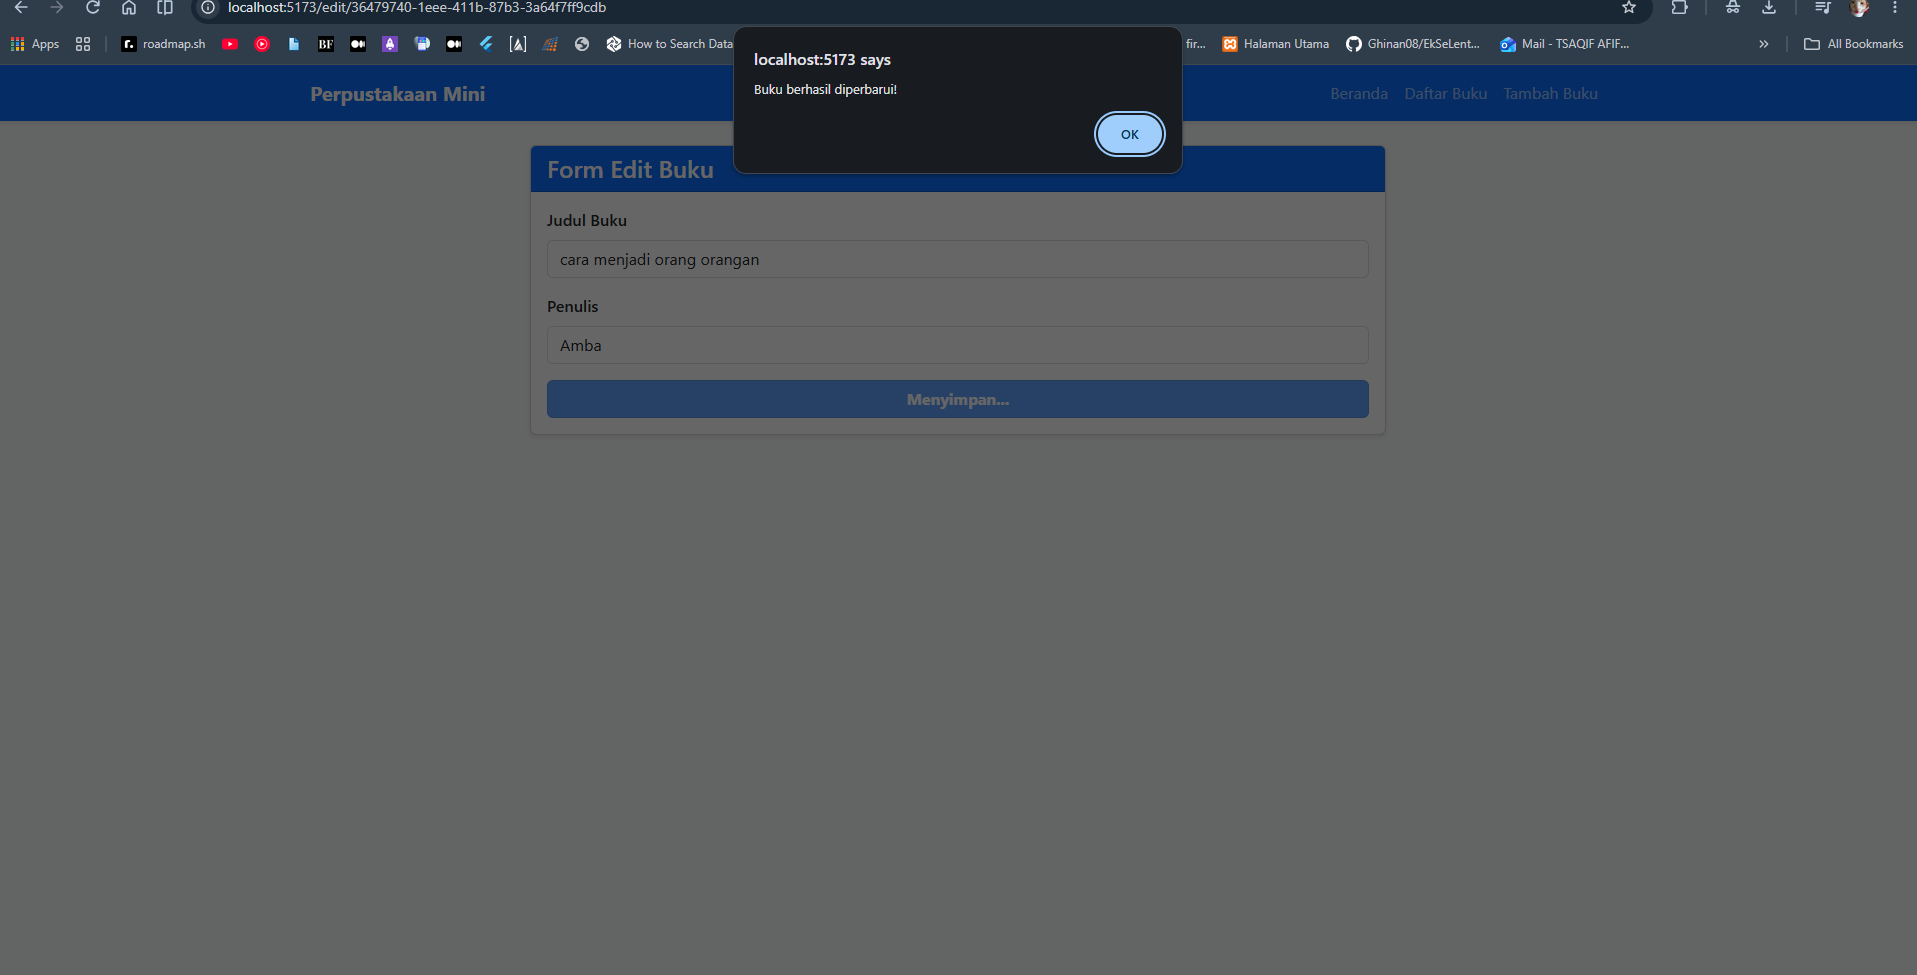 localhost:5173/edit/36479740-1eee-411b-87b3-3a64f7ff9cdb
Apps
roadmap.sh
BF
How to Search Data
fir...
Halaman Utama
Ghinan08/EkSeLent...
Mail - TSAQIF AFIF...
All Bookmarks
localhost:5173 says
Buku berhasil diperbarui!
OK
Perpustakaan Mini
Beranda
Daftar Buku
Tambah Buku
Form Edit Buku
Judul Buku
cara menjadi orang orangan
Penulis
Amba
Menyimpan...